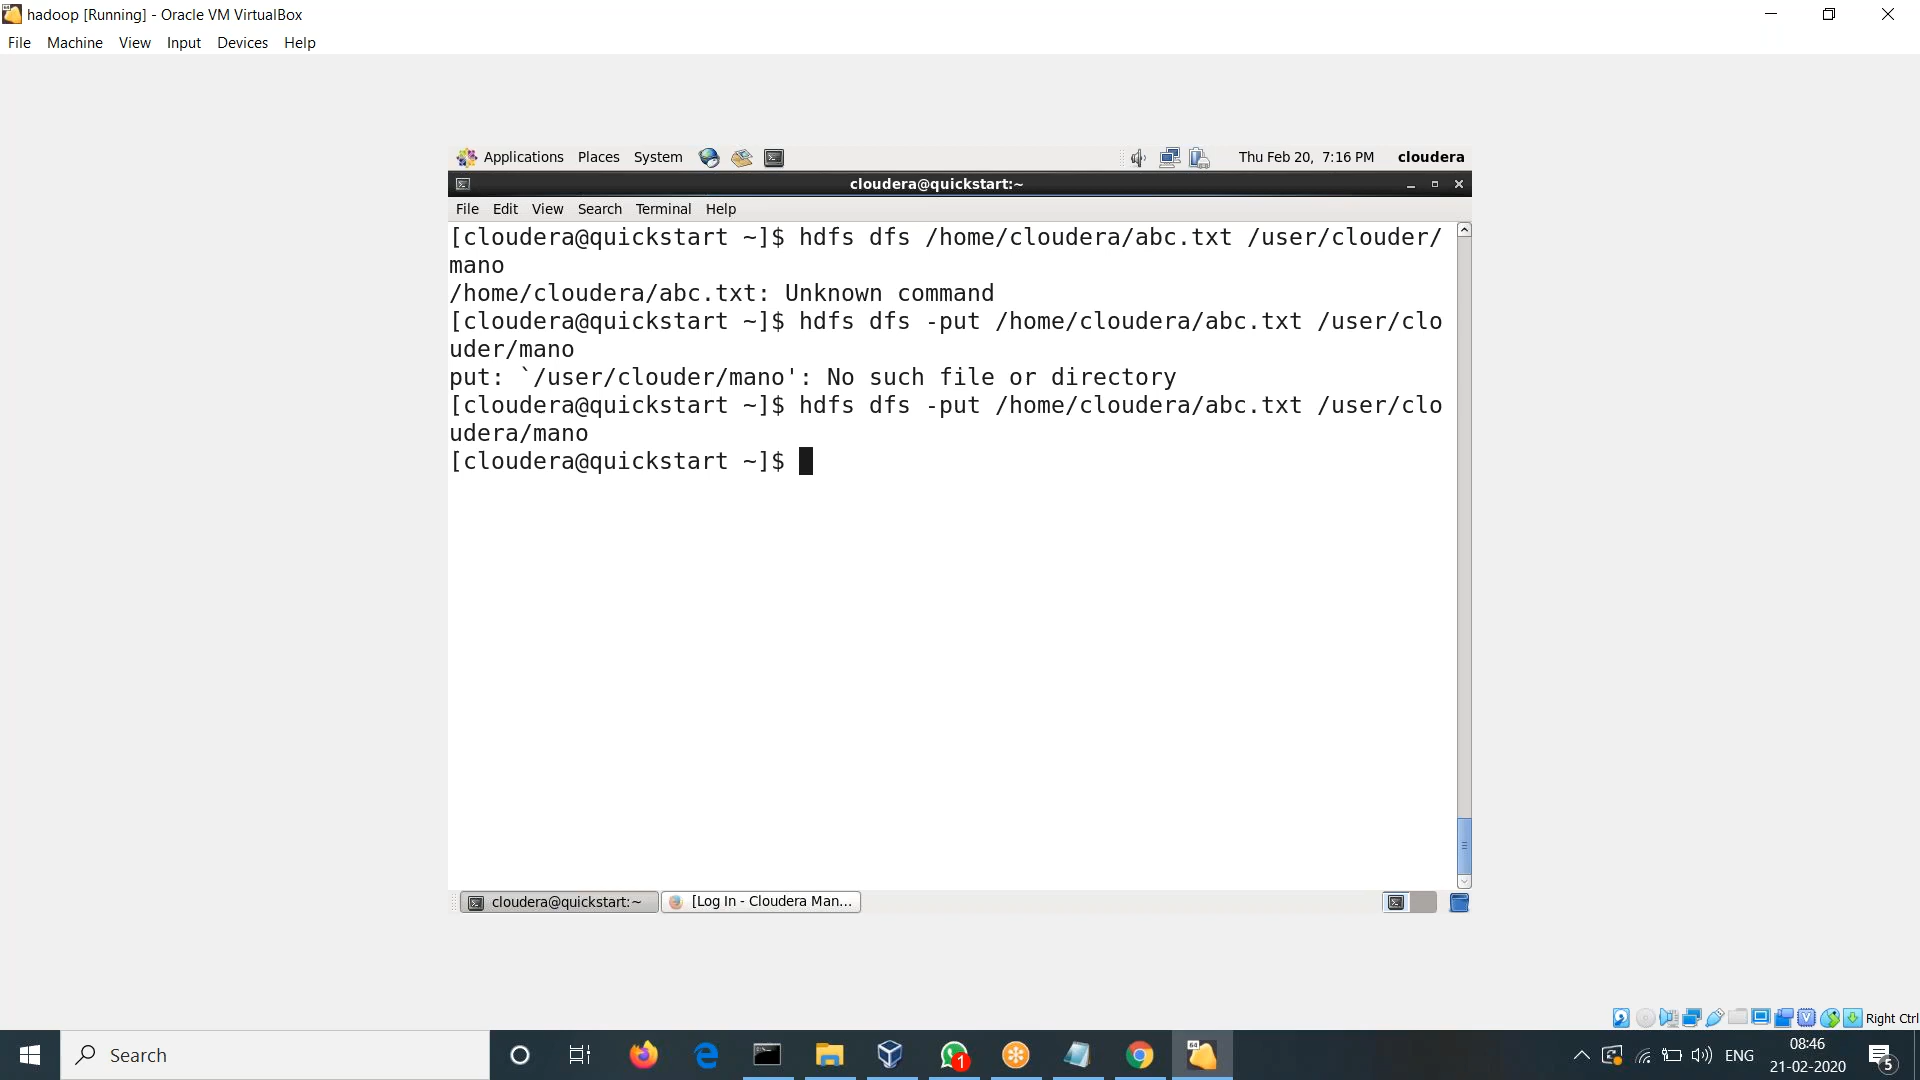 hadoop [Running] - Oracle VM VirtualBox
File Machine View Input Devices Help
Applications Places System Thu Feb 20, 7:16 PM cloudera
cloudera@quickstart:~
File Edit View Search Terminal Help
[cloudera@quickstart ~]$ hdfs dfs /home/cloudera/abc.txt /user/clouder/
mano
/home/cloudera/abc.txt: Unknown command
[cloudera@quickstart ~]$ hdfs dfs -put /home/cloudera/abc.txt /user/clo
uder/mano
put: `/user/clouder/mano': No such file or directory
[cloudera@quickstart ~]$ hdfs dfs -put /home/cloudera/abc.txt /user/clo
udera/mano
[cloudera@quickstart ~]$
cloudera@quickstart:~ [Log In - Cloudera Man...
Right Ctrl
Search 1 64 ENG 08:46
21-02-2020 5